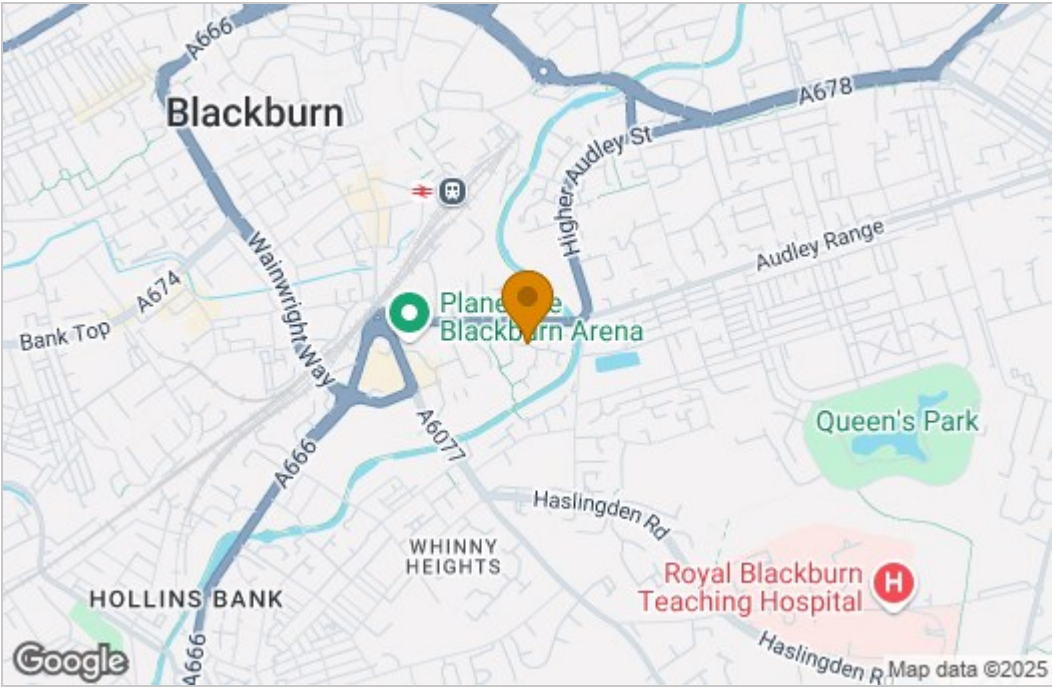 A666
A678
Blackburn
Higher Audley St
Audley Range
Wainwright Way
A674
Bank Top
Blackburn Arena
Queen's Park
A6077
A666
Haslingden Rd
WHINNY
HEIGHTS
Royal Blackburn
Teaching Hospital
H
HOLLINS BANK
A666
Haslingden R
Google
Map data ©2025